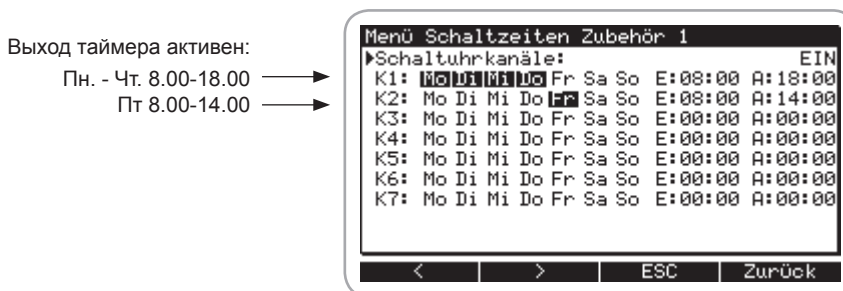 Выход таймера активен:
Пн. - Чт. 8.00-18.00
Пт 8.00-14.00
Menü Schaltzeiten Zubehör 1
Schaltuhrkanäle: EIN
K1: Mo Di Mi Do Fr Sa So E:08:00 A:18:00
K2: Mo Di Mi Do Fr Sa So E:08:00 A:14:00
K3: Mo Di Mi Do Fr Sa So E:00:00 A:00:00
K4: Mo Di Mi Do Fr Sa So E:00:00 A:00:00
K5: Mo Di Mi Do Fr Sa So E:00:00 A:00:00
K6: Mo Di Mi Do Fr Sa So E:00:00 A:00:00
K7: Mo Di Mi Do Fr Sa So E:00:00 A:00:00
< > ESC Zurück